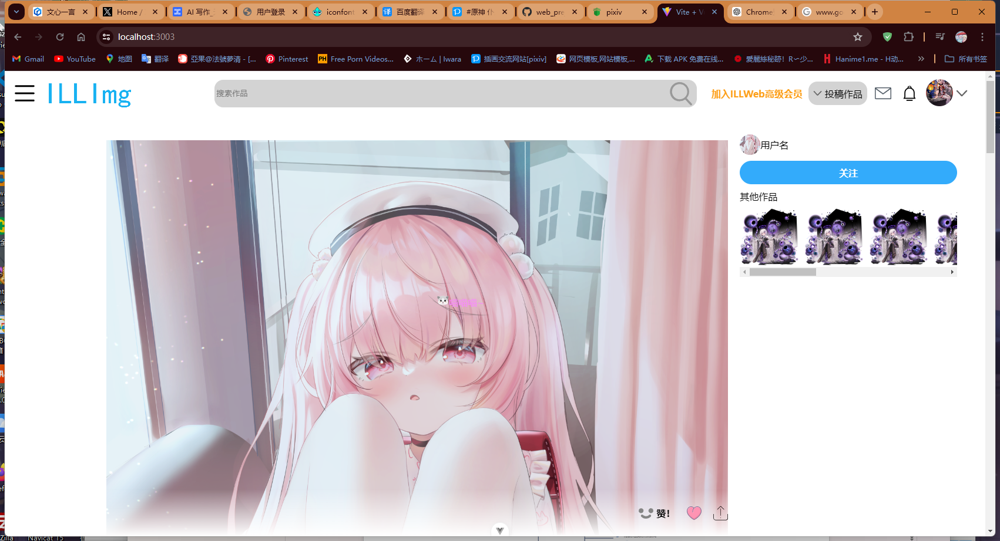 文心一言
Home /
AI 写作_
用户登录
iconfont
百度翻译
#原神 仆
web_pre
pixiv
Vite + V
Chrome
www.go
localhost:3003
Gmail
YouTube
地图
翻译
亞果@法號夢清 - [...
Pinterest
Free Porn Videos...
ホーム | Iwara
插画交流网站[pixiv]
网页模板,网站模板,...
下载 APK 免费在线...
愛麗絲秘跡！R~少...
Hanime1.me - H动...
所有书签
ILLImg
搜索作品
加入ILLWeb高级会员
投稿作品
用户名
关注
其他作品
赞!
Navicat 15